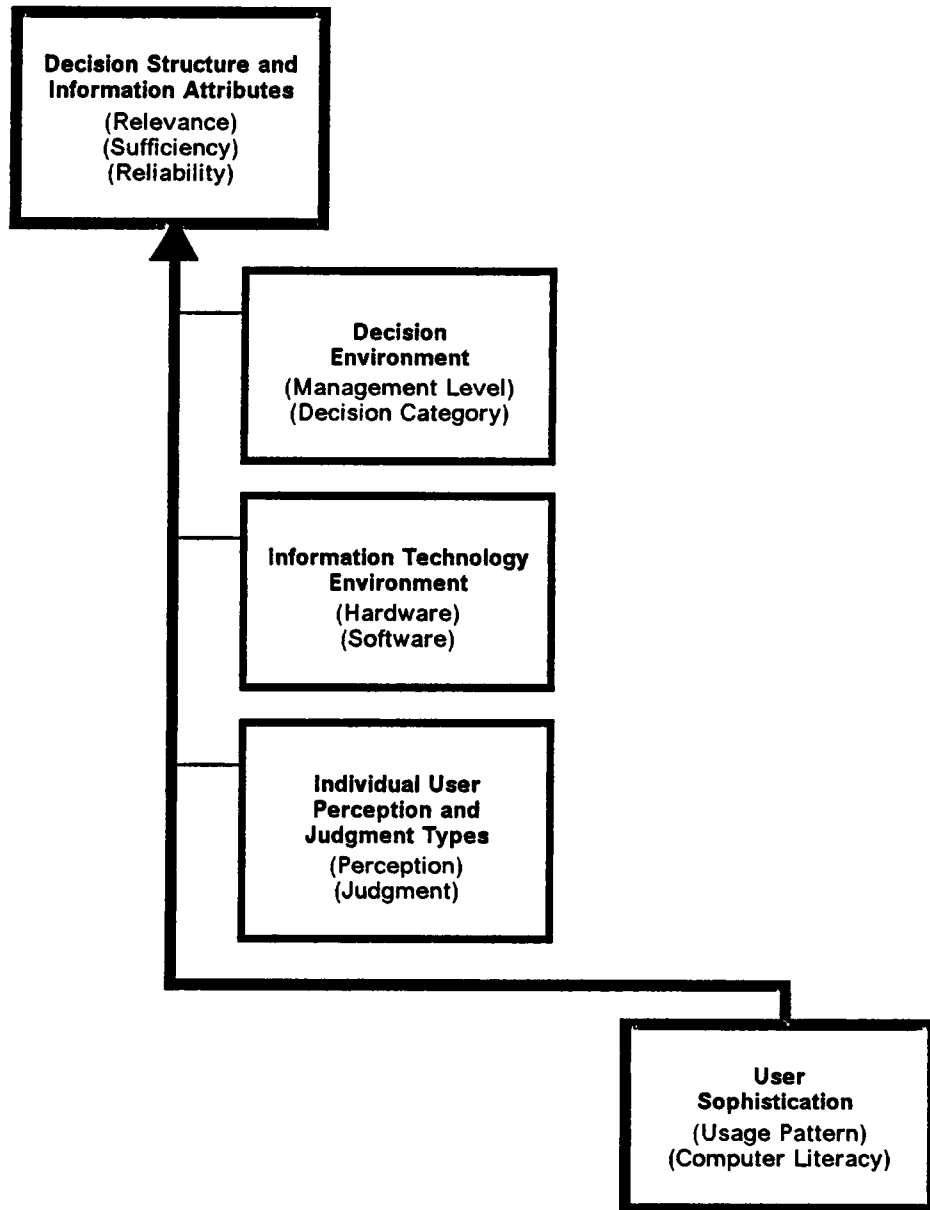 Decision Structure and
Information Attributes
(Relevance)
(Sufficiency)
(Reliability)
Decision
Environment
(Management Level)
(Decision Category)
Information Technology
Environment
(Hardware)
(Software)
Individual User
Perception and
Judgment Types
(Perception)
(Judgment)
User
Sophistication
(Usage Pattern)
(Computer Literacy)